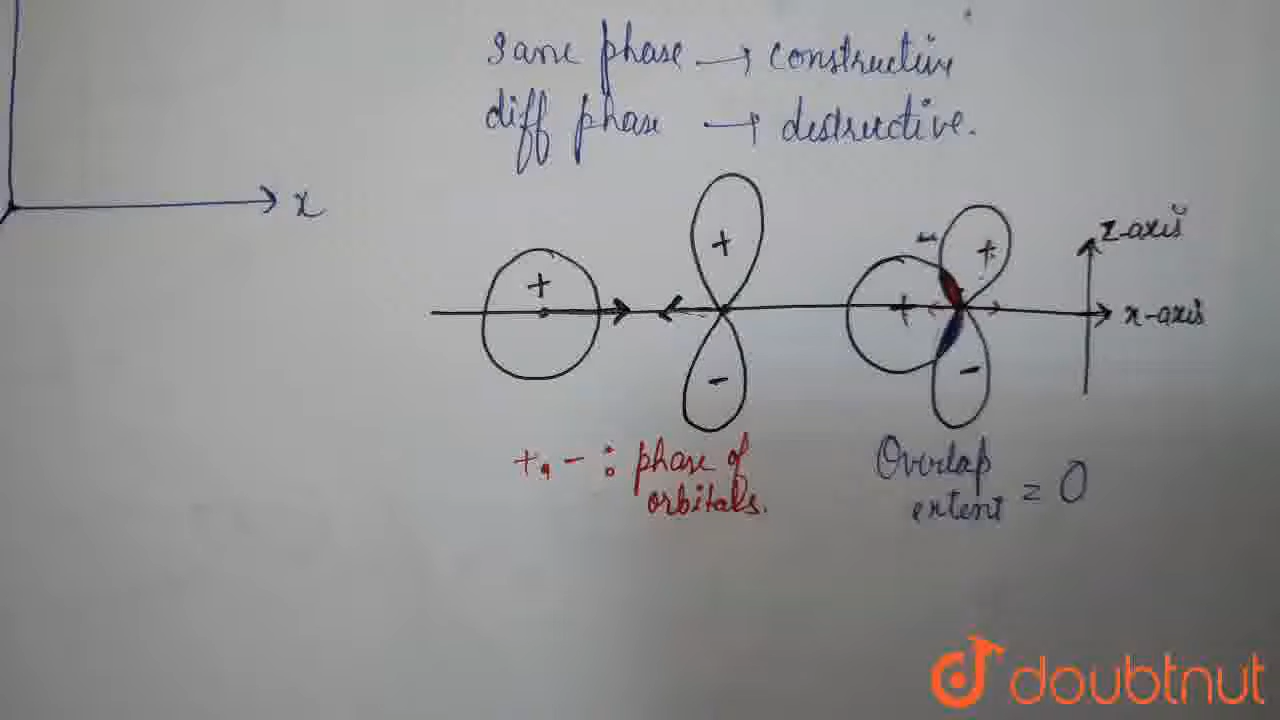 same phase → constructive
diff phase → destructive.
x
+
+
-
-
+
+
-
z-axis
x-axis
+, - : phase of orbitals.
Overlap extent = 0
doubtnut